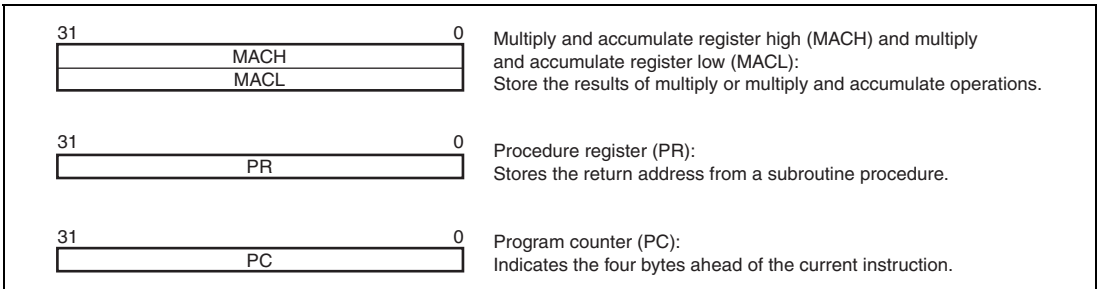 31 0
MACH
MACL
Multiply and accumulate register high (MACH) and multiply
and accumulate register low (MACL):
Store the results of multiply or multiply and accumulate operations.
31 0
PR
Procedure register (PR):
Stores the return address from a subroutine procedure.
31 0
PC
Program counter (PC):
Indicates the four bytes ahead of the current instruction.